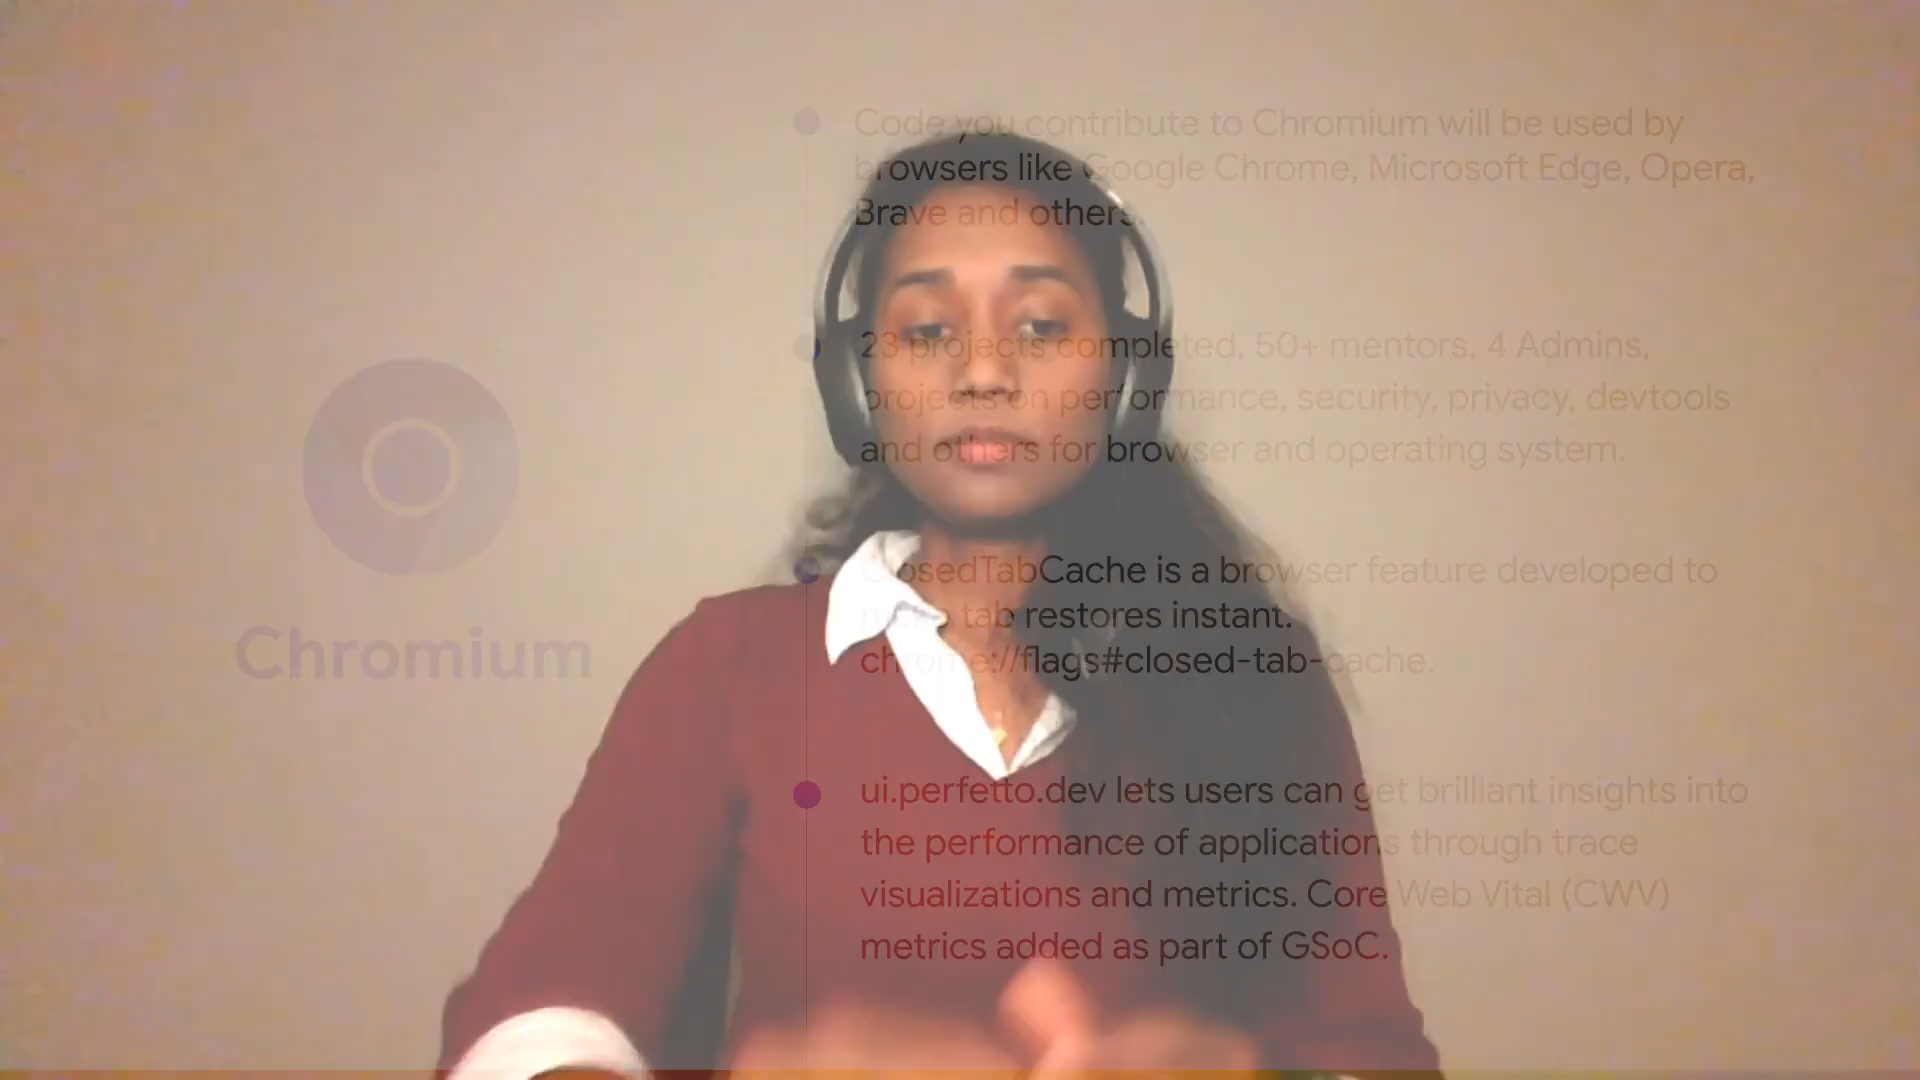 Code you contribute to Chromium will be used by
browsers like Google Chrome, Microsoft Edge, Opera,
Brave and others.
23 projects completed, 50+ mentors, 4 Admins,
projects on performance, security, privacy, devtools
and others for browser and operating system.
Chromium
ClosedTabCache is a browser feature developed to
make tab restores instant.
chrome://flags#closed-tab-cache.
ui.perfetto.dev lets users can get brilliant insights into
the performance of applications through trace
visualizations and metrics. Core Web Vital (CWV)
metrics added as part of GSoC.